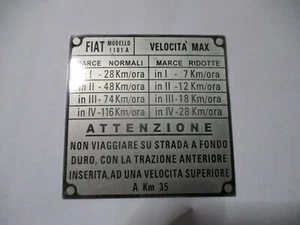 FIAT MODELLO 1101A VELOCITÀ MAX
MARCE NORMALI MARCE RIDOTTE
in I - 28 Km/ora in I - 7 Km/ora
in II - 48 Km/ora in II - 12 Km/ora
in III - 74 Km/ora in III - 18 Km/ora
in IV - 116 Km/ora in IV - 28 Km/ora
ATTENZIONE
NON VIAGGIARE SU STRADA A FONDO
DURO, CON LA TRAZIONE ANTERIORE
INSERITA, AD UNA VELOCITÀ SUPERIORE
A Km 35